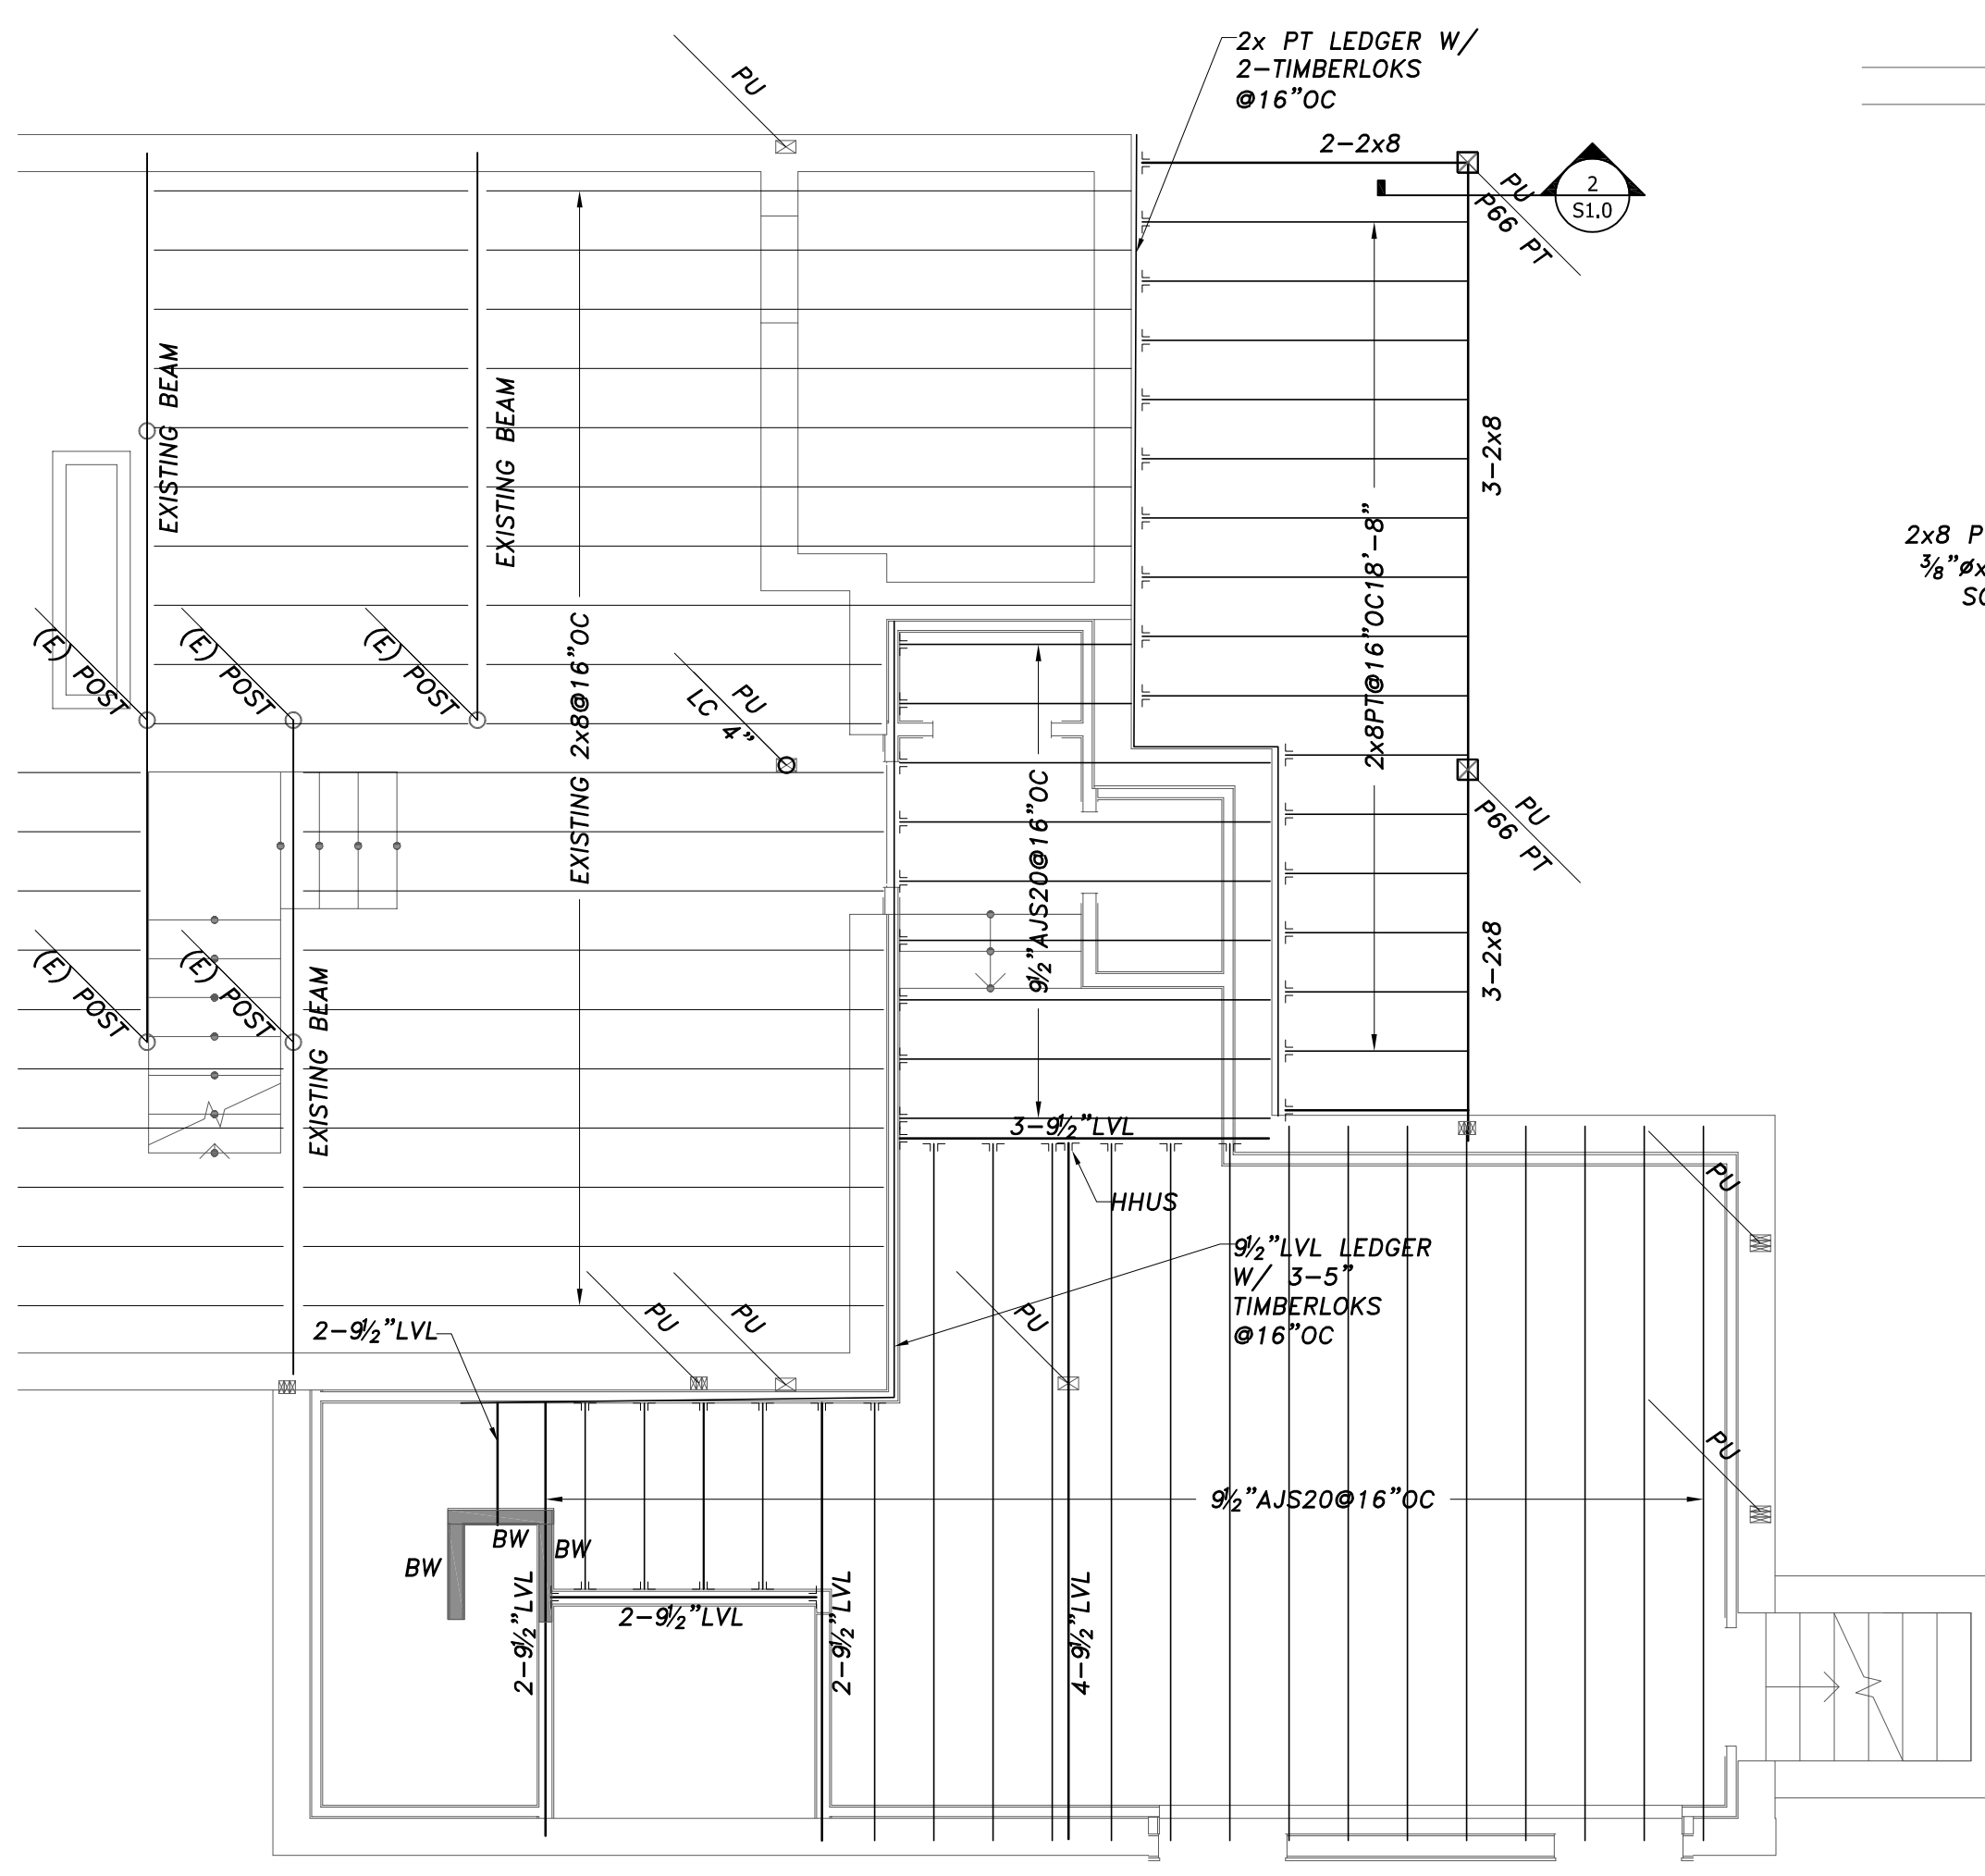 PU
2x PT LEDGER W/
2-TIMBERLOKS
@16"OC
2-2x8
2
S1.0
PU
P66 PT
EXISTING BEAM
EXISTING BEAM
3-2x8
2x8PT@16"OC18'-8"
2x8 P
⅜"øx
SC
(E) POST
(E) POST
(E) POST
EXISTING 2x8@16"OC
PU
LC 4"
9½"AJS20@16"OC
PU
P66 PT
3-2x8
(E) POST
(E) POST
EXISTING BEAM
3-9½"LVL
HHUS
PU
9½"LVL LEDGER
W/ 3-5"
TIMBERLOKS
@16"OC
2-9½"LVL
PU
PU
PU
PU
9½"AJS20@16"OC
BW
BW
BW
2-9½"LVL
2-9½"LVL
2-9½"LVL
4-9½"LVL